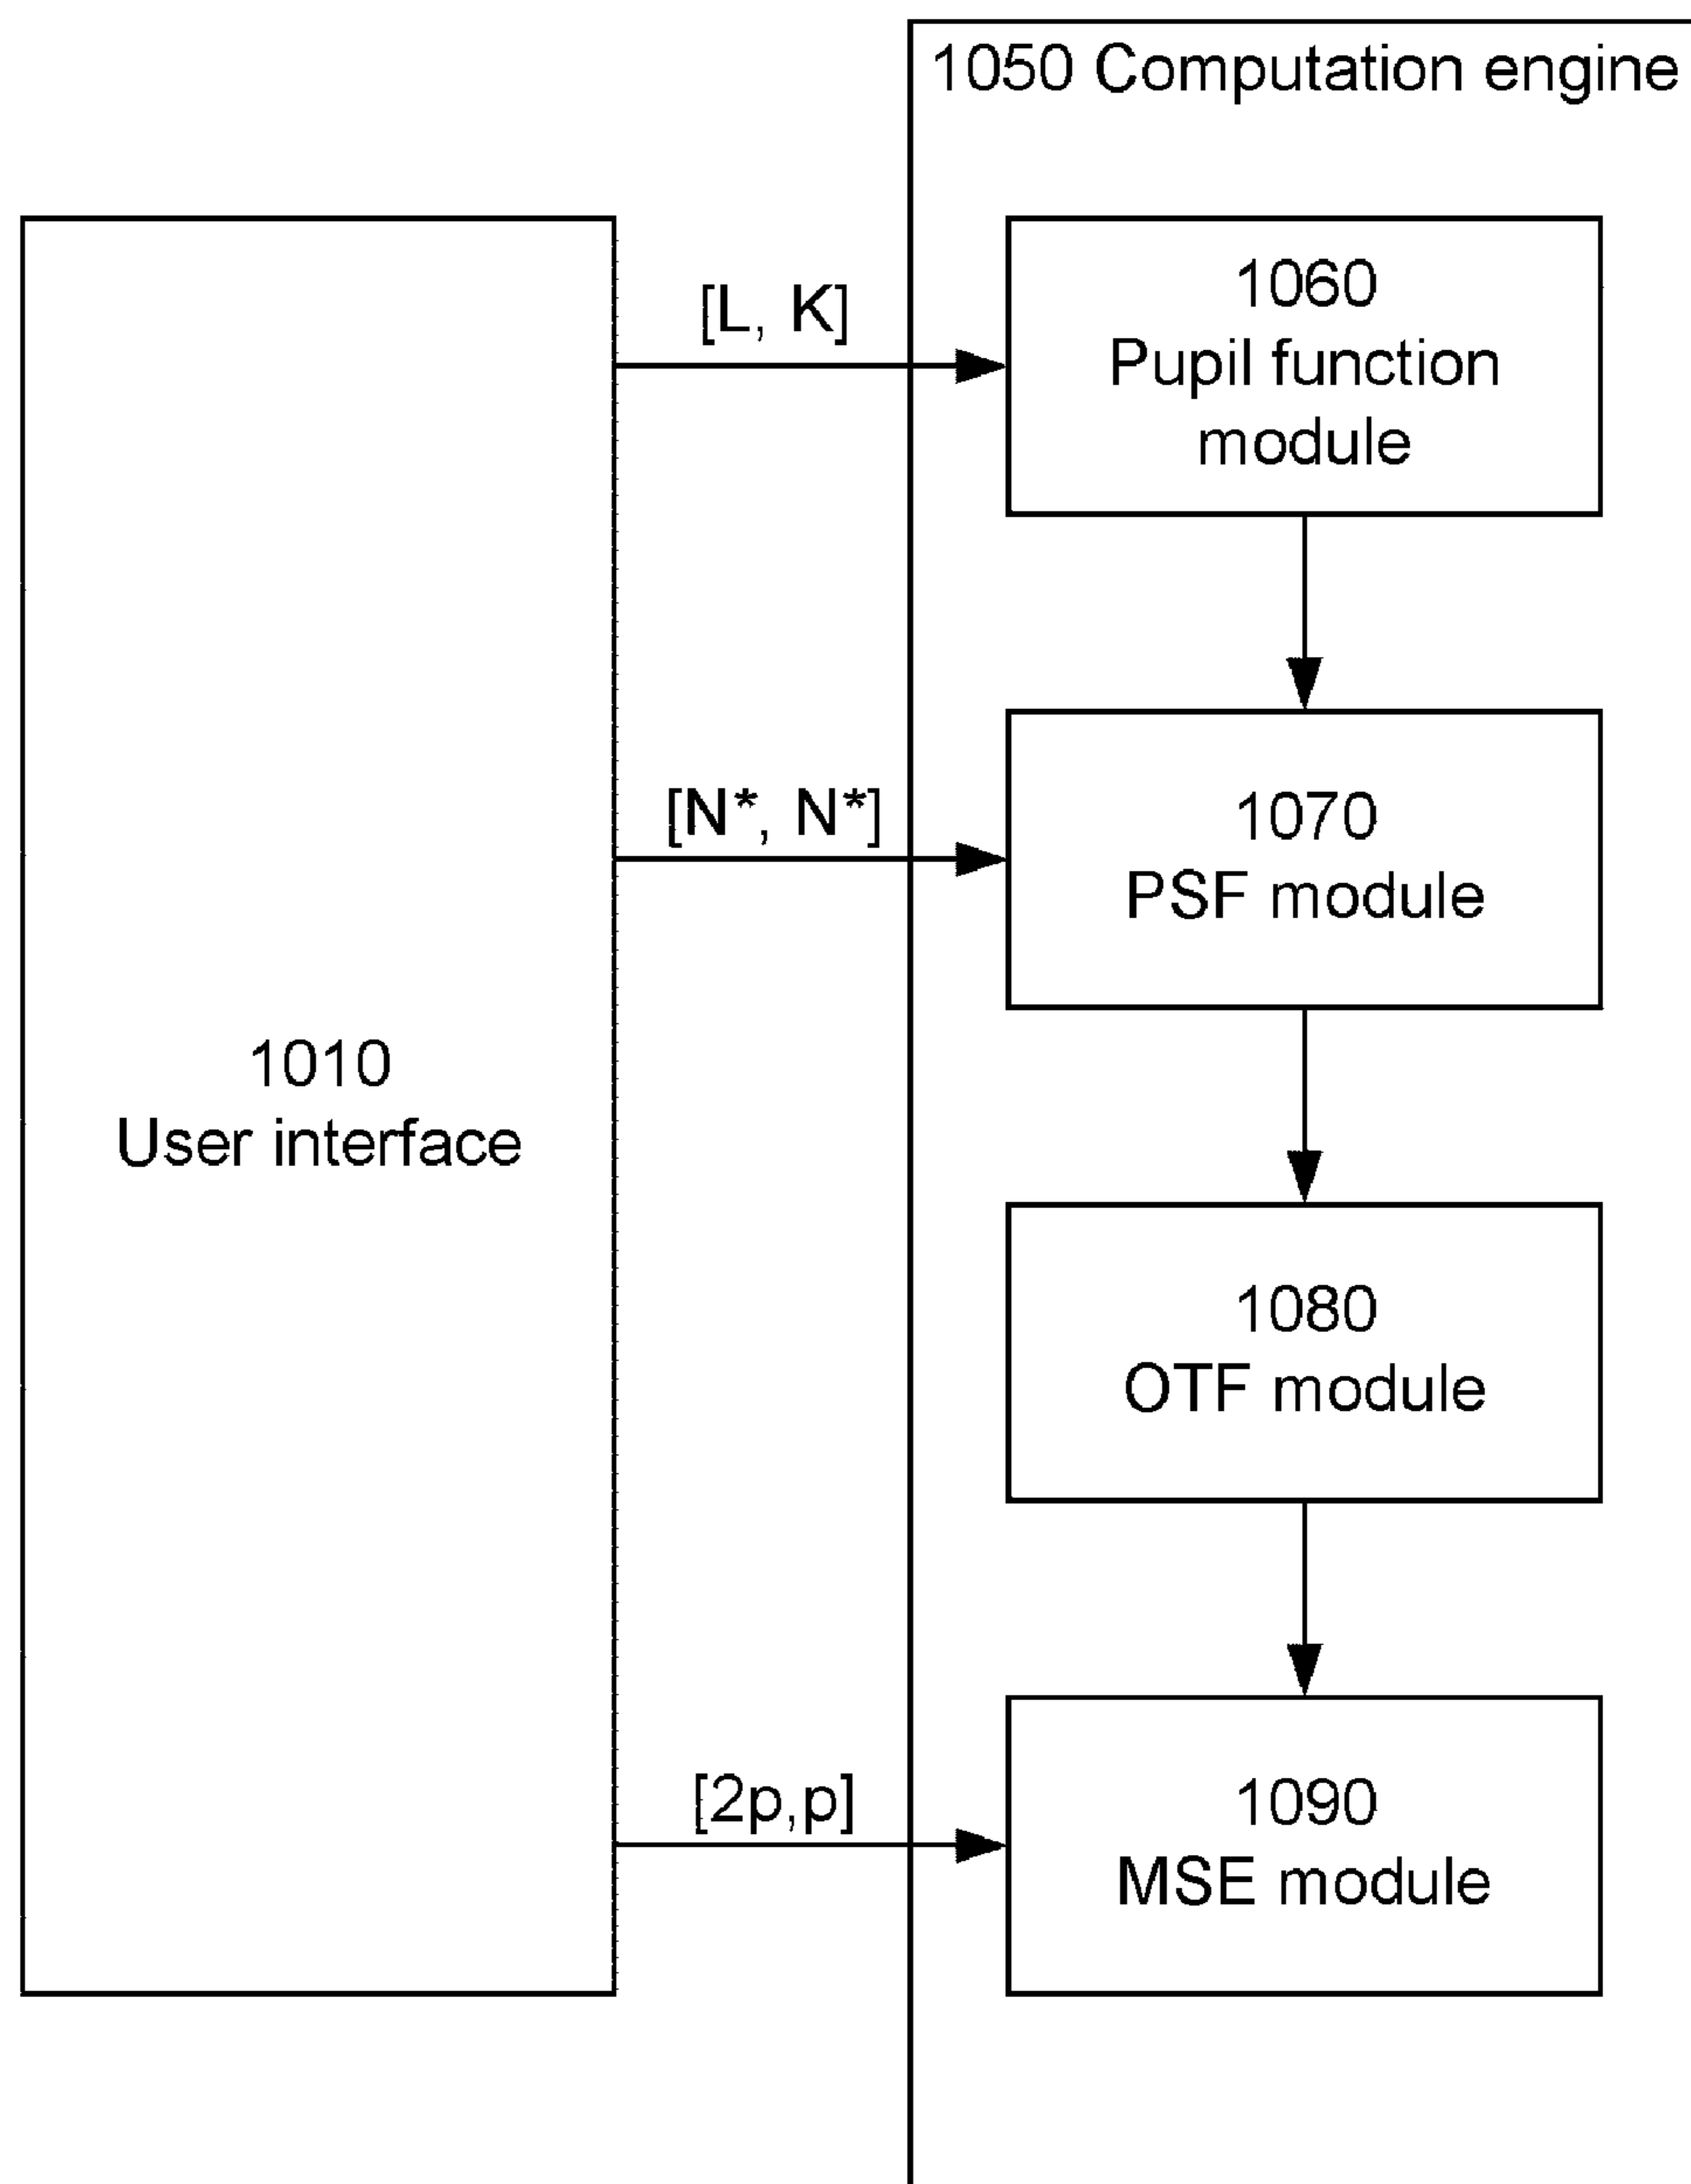 1050 Computation engine
[L, K]
1060
Pupil function
module
[N*, N*]
1070
PSF module
1010
User interface
1080
OTF module
[2p,p]
1090
MSE module